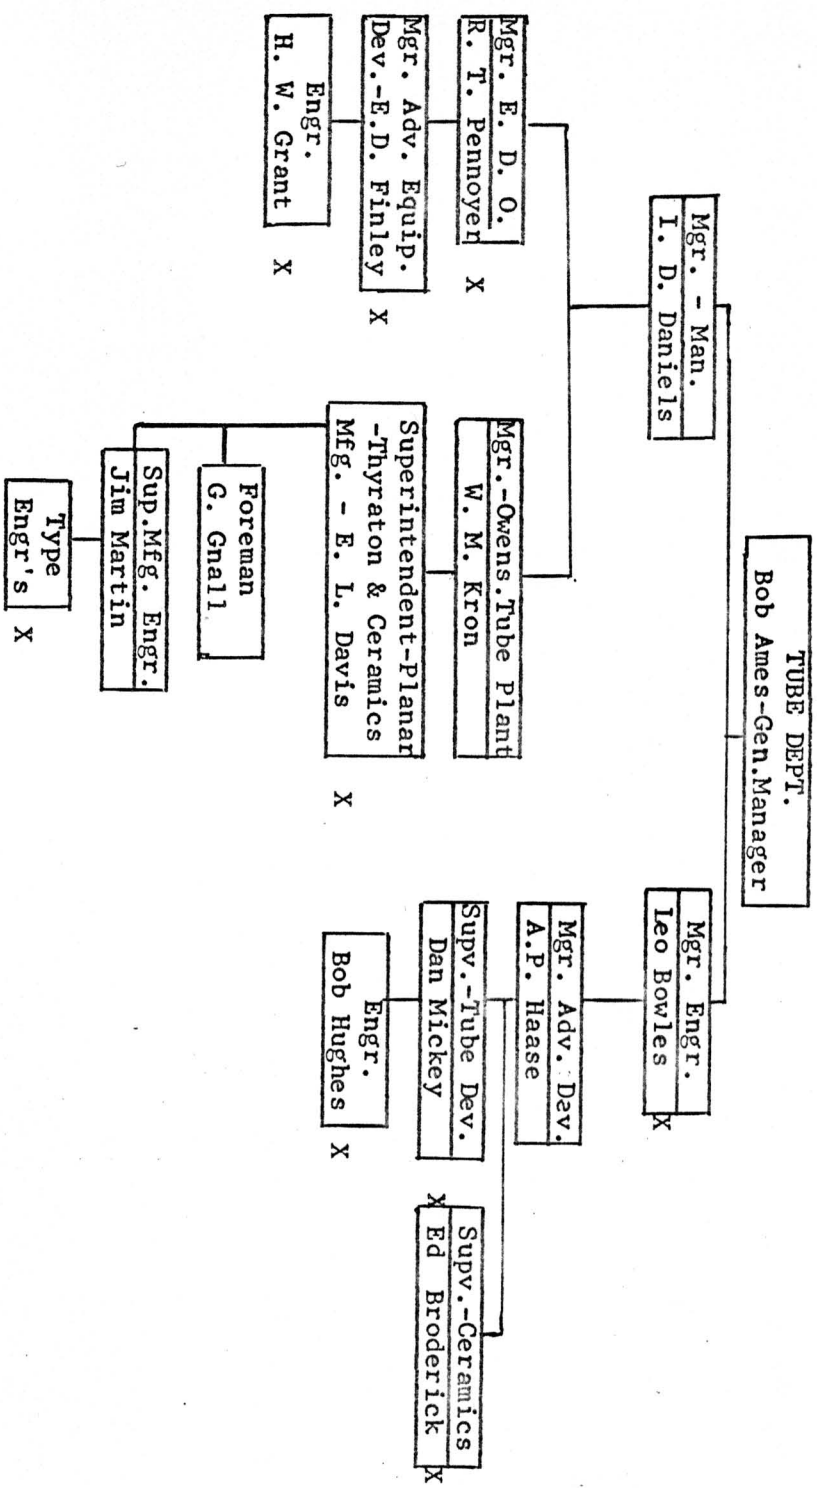 TUBE DEPT.
Bob Ames-Gen.Manager
Mgr. - Man.
I. D. Daniels
Mgr. Engr.
Leo Bowles
X
Mgr. E. D. O.
R. T. Pennoyer
X
Mgr.-Owens.Tube Plant
W. M. Kron
Mgr. Adv. Dev.
A.P. Haase
Mgr. Adv. Equip.
Dev.-E.D. Finley
X
Superintendent-Planar
-Thyraton & Ceramics
Mfg. - E. L. Davis
X
Supv.-Tube Dev.
Dan Mickey
X
Supv.-Ceramics
Ed Broderick
X
Engr.
H. W. Grant
X
Foreman
G. Gnall
Engr.
Bob Hughes
X
Sup.Mfg. Engr.
Jim Martin
Type
Engr's
X